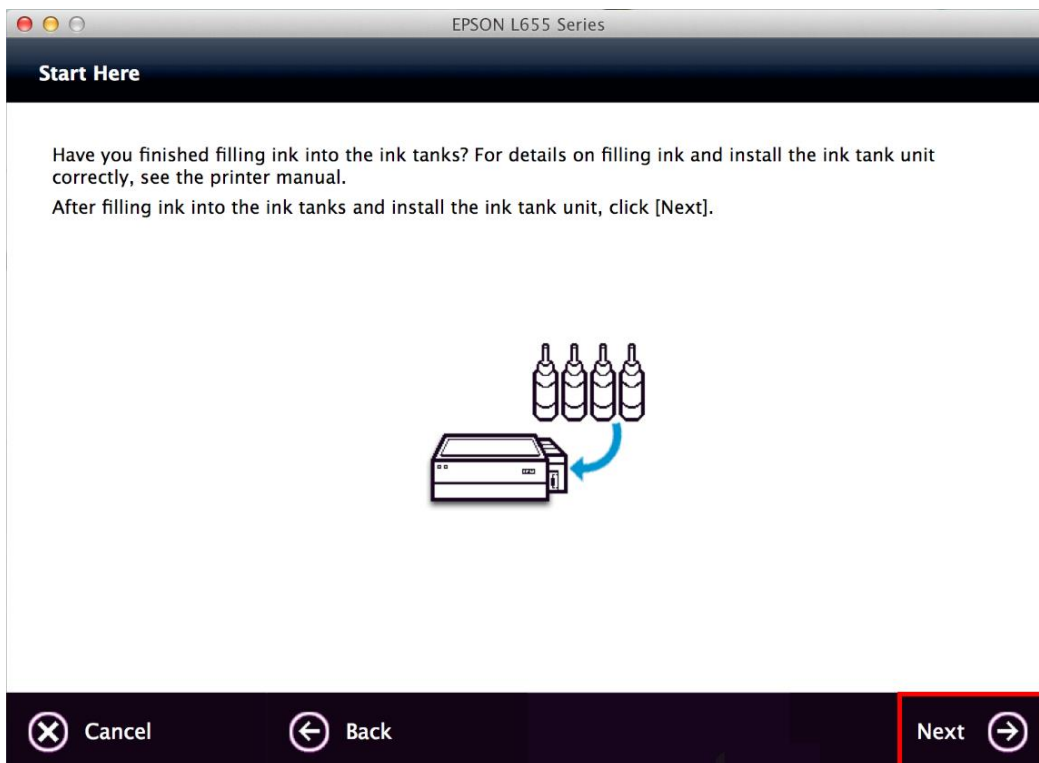 EPSON L655 Series
Start Here
Have you finished filling ink into the ink tanks? For details on filling ink and install the ink tank unit
correctly, see the printer manual.
After filling ink into the ink tanks and install the ink tank unit, click [Next].
Cancel
Back
Next